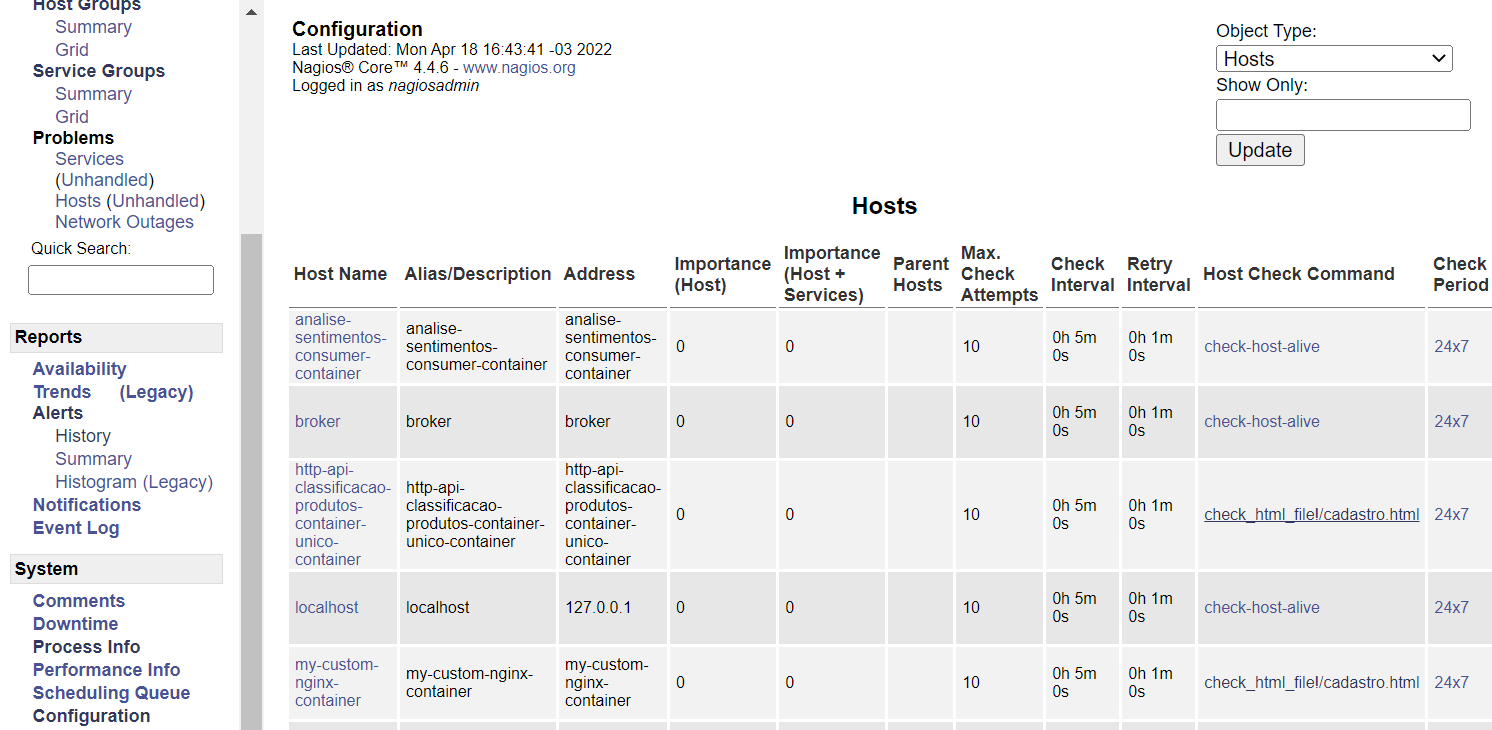 Host Groups
Summary
Grid
Service Groups
Summary
Grid
Problems
Services
(Unhandled)
Hosts (Unhandled)
Network Outages
Quick Search:
Reports
Availability
Trends (Legacy)
Alerts
History
Summary
Histogram (Legacy)
Notifications
Event Log
System
Comments
Downtime
Process Info
Performance Info
Scheduling Queue
Configuration
Configuration
Last Updated: Mon Apr 18 16:43:41 -03 2022
Nagios® Core™ 4.4.6 - www.nagios.org
Logged in as nagiosadmin
Object Type:
Hosts
Show Only:
Update
Hosts
Host Name
Alias/Description
Address
Importance
(Host)
Importance
(Host +
Services)
Parent
Hosts
Max.
Check
Attempts
Check
Interval
Retry
Interval
Host Check Command
Check
Period
analise-
sentimentos-
consumer-
container
analise-
sentimentos-
consumer-container
analise-
sentimentos-
consumer-
container
0
0
10
0h 5m
0s
0h 1m
0s
check-host-alive
24x7
broker
broker
broker
0
0
10
0h 5m
0s
0h 1m
0s
check-host-alive
24x7
http-api-
classificacao-
produtos-
container-
unico-
container
http-api-
classificacao-
produtos-container-
unico-container
http-api-
classificacao-
produtos-
container-
unico-
container
0
0
10
0h 5m
0s
0h 1m
0s
check_html_file!/cadastro.html
24x7
localhost
localhost
127.0.0.1
0
0
10
0h 5m
0s
0h 1m
0s
check-host-alive
24x7
my-custom-
nginx-
container
my-custom-nginx-
container
my-custom-
nginx-
container
0
0
10
0h 5m
0s
0h 1m
0s
check_html_file!/cadastro.html
24x7